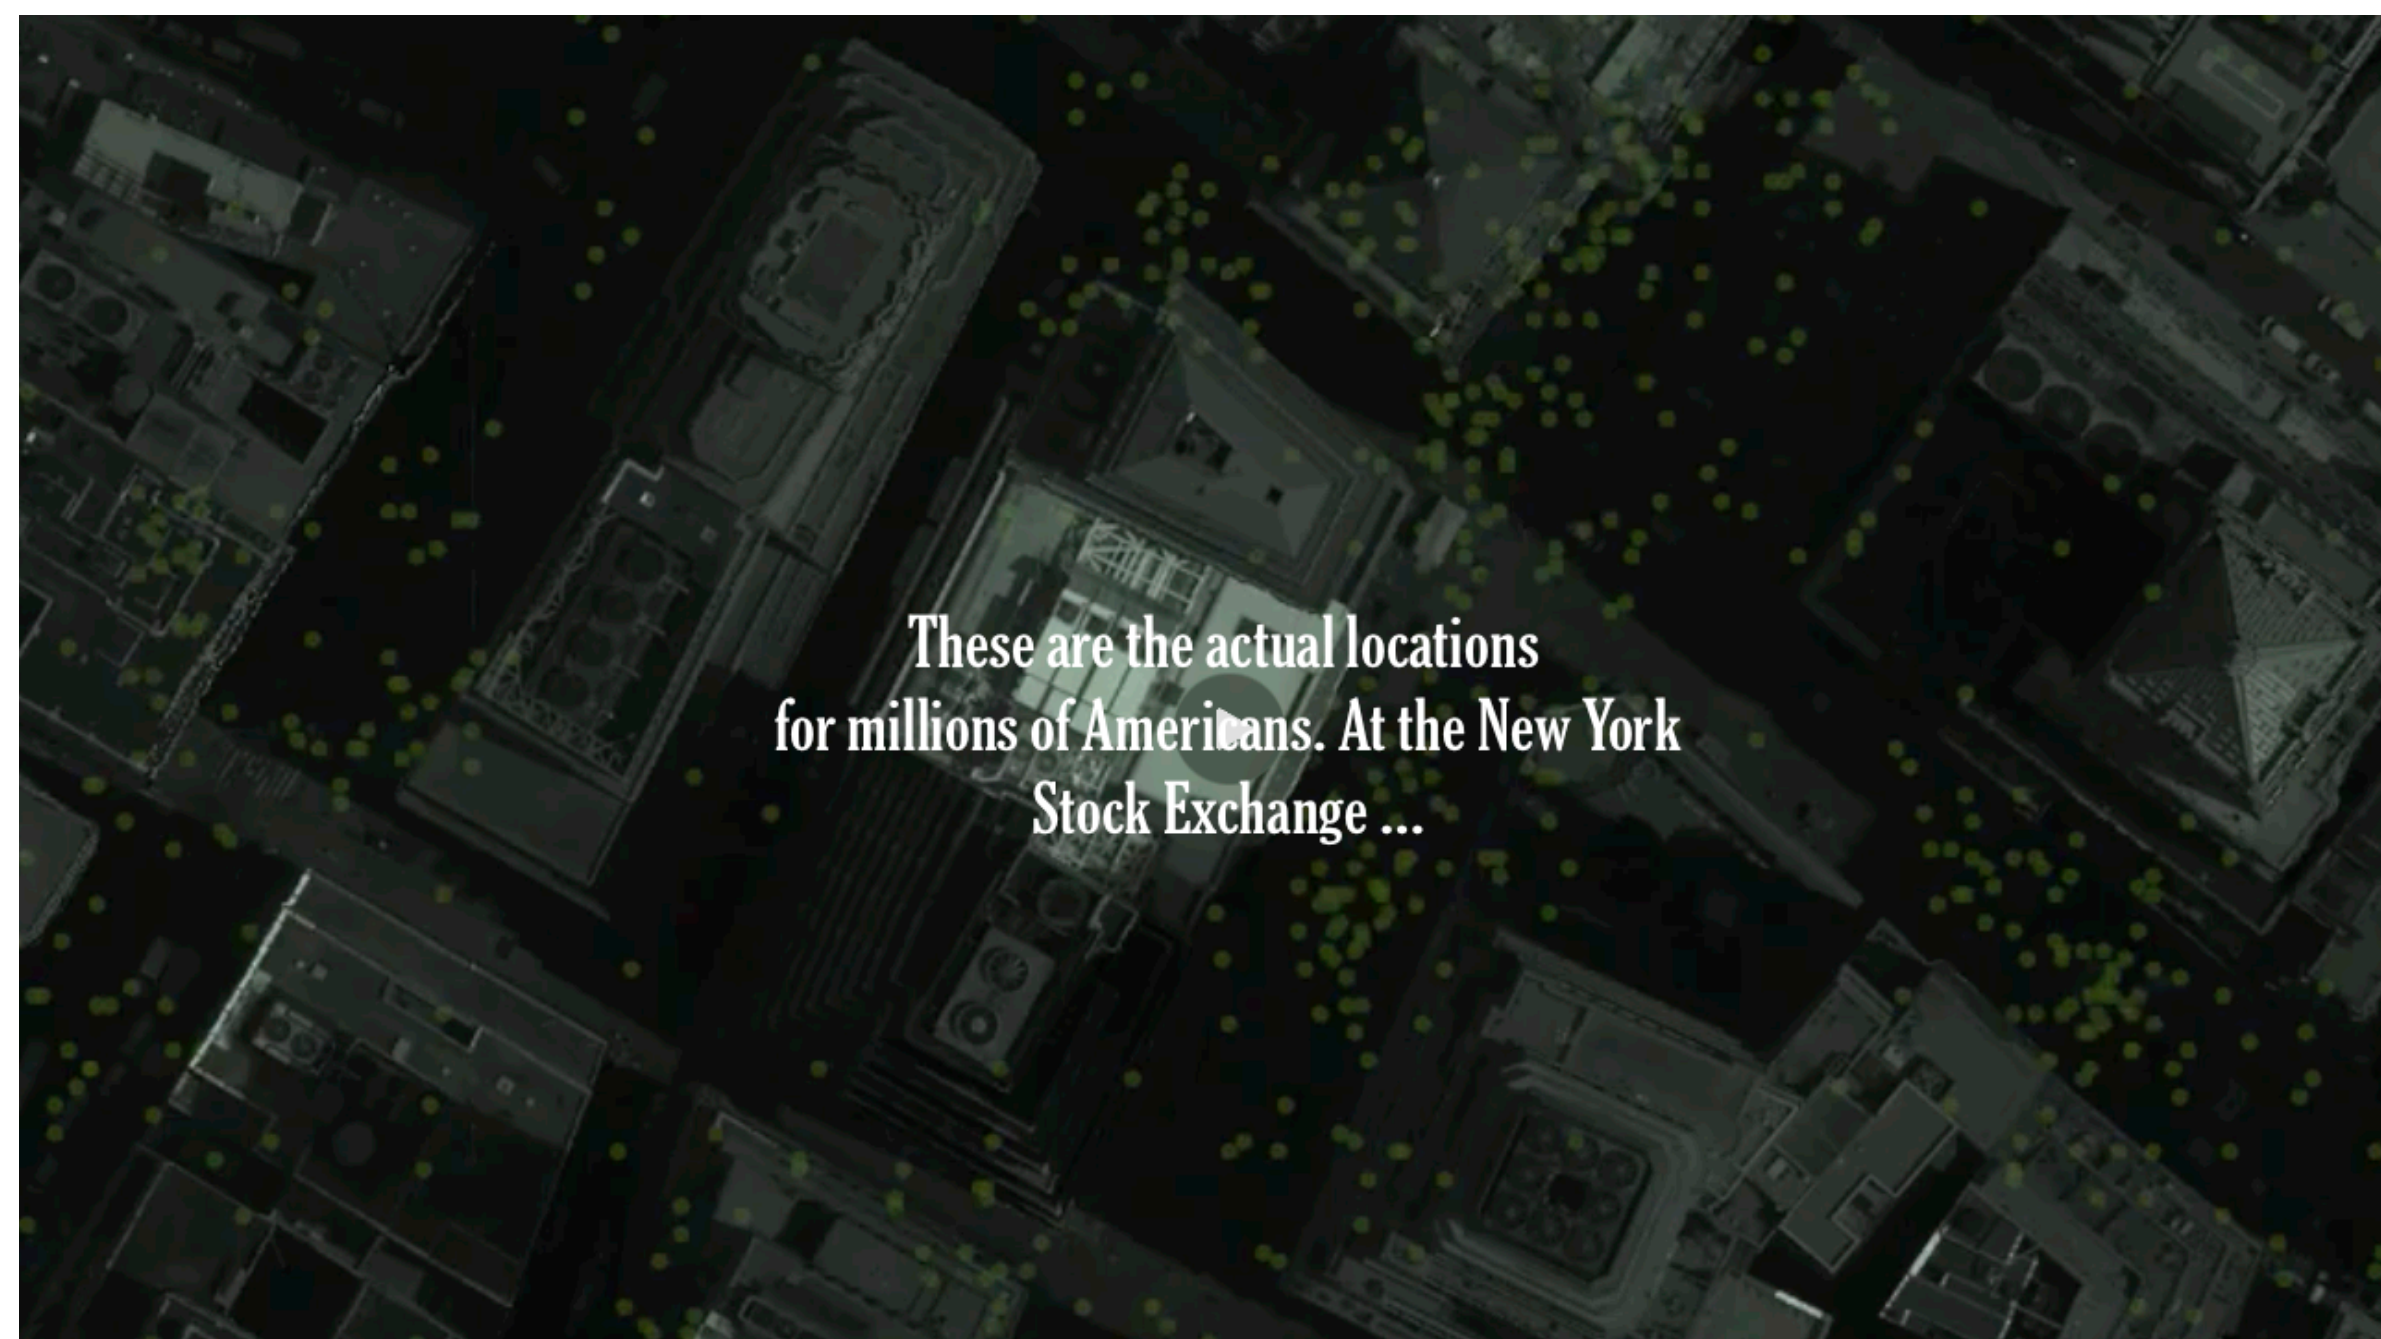 These are the actual locations
for millions of Americans. At the New York
Stock Exchange ...